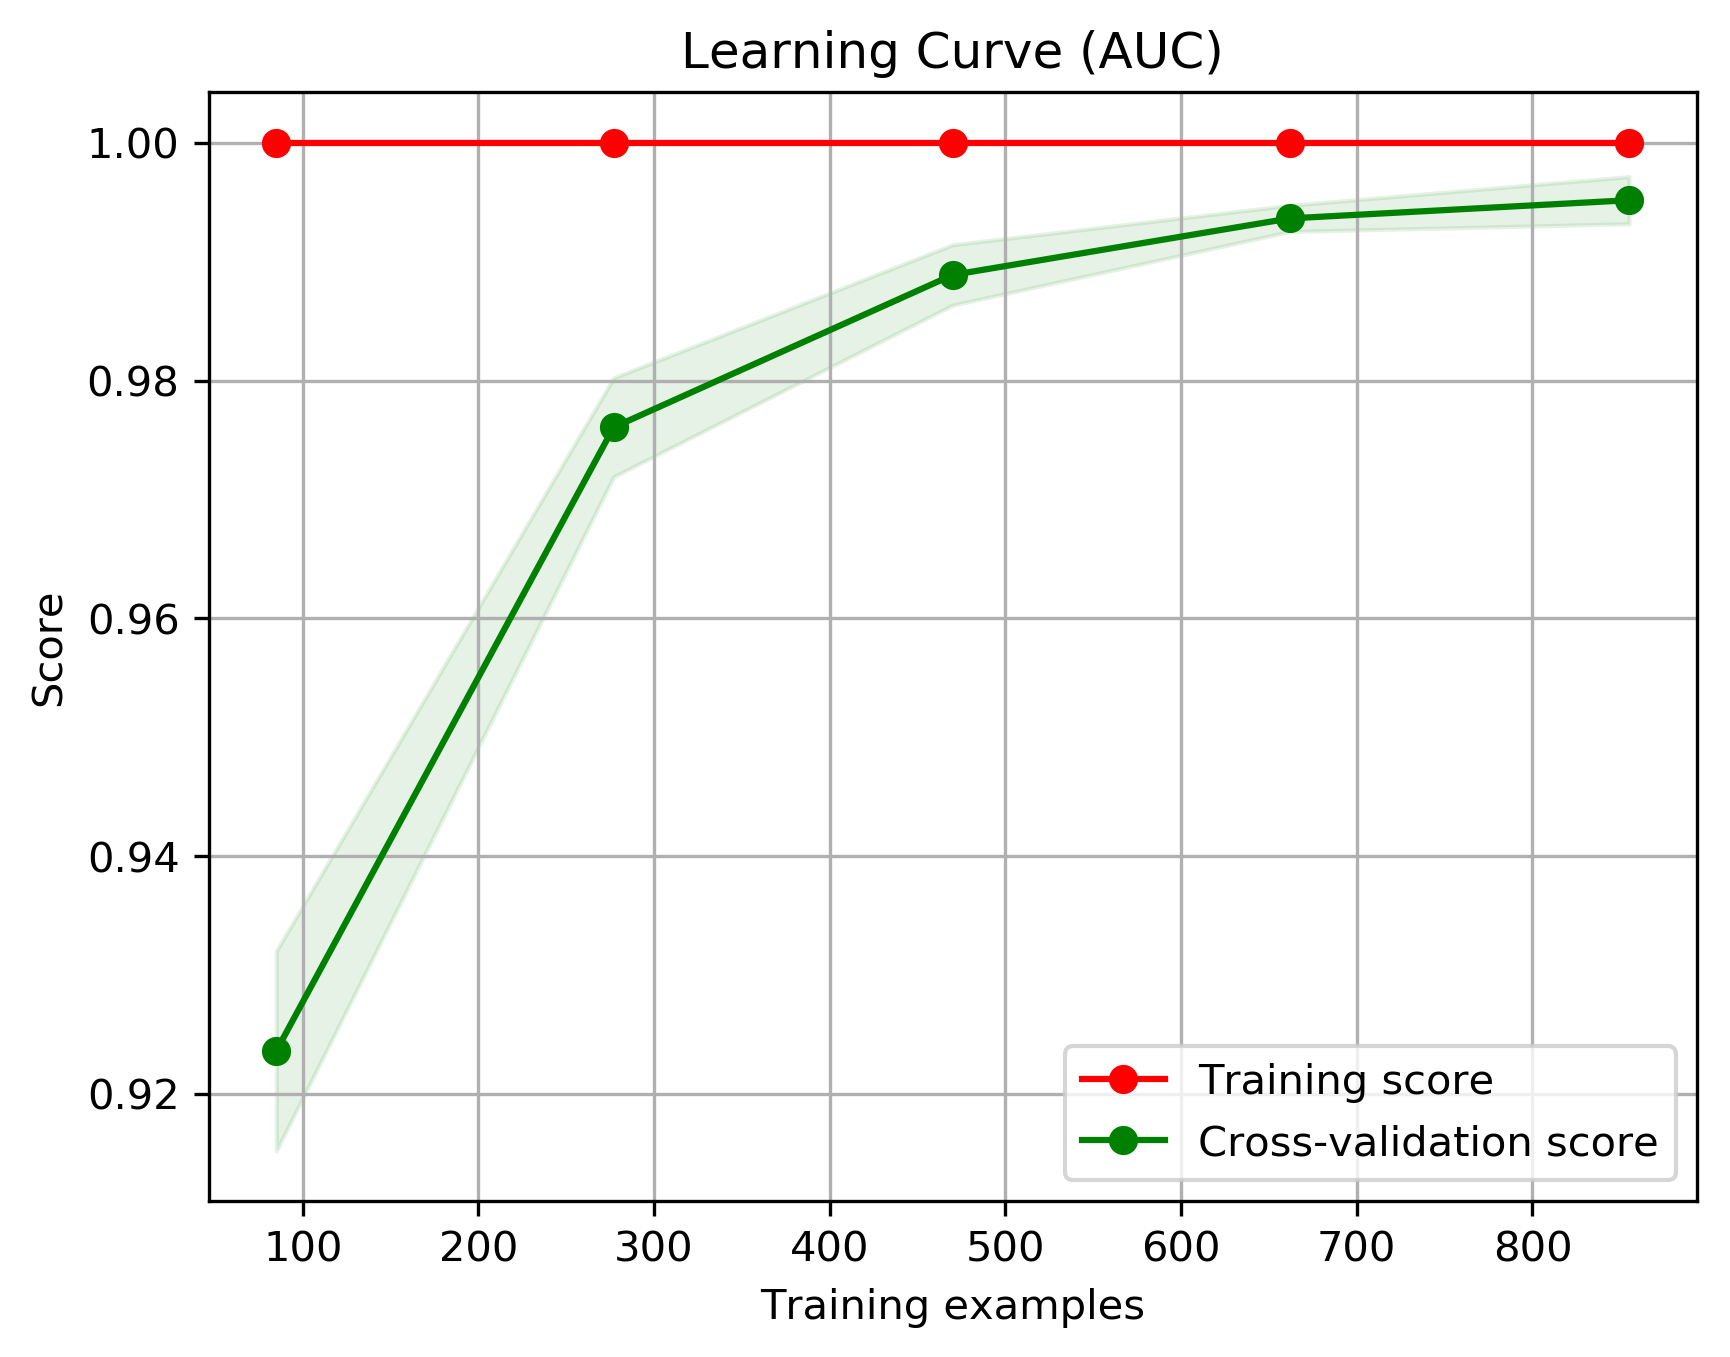 Learning Curve (AUC)
1.00
0.98
0.96
0.94
0.92
Score
100 200 300 400 500 600 700 800
Training examples
Training score
Cross-validation score